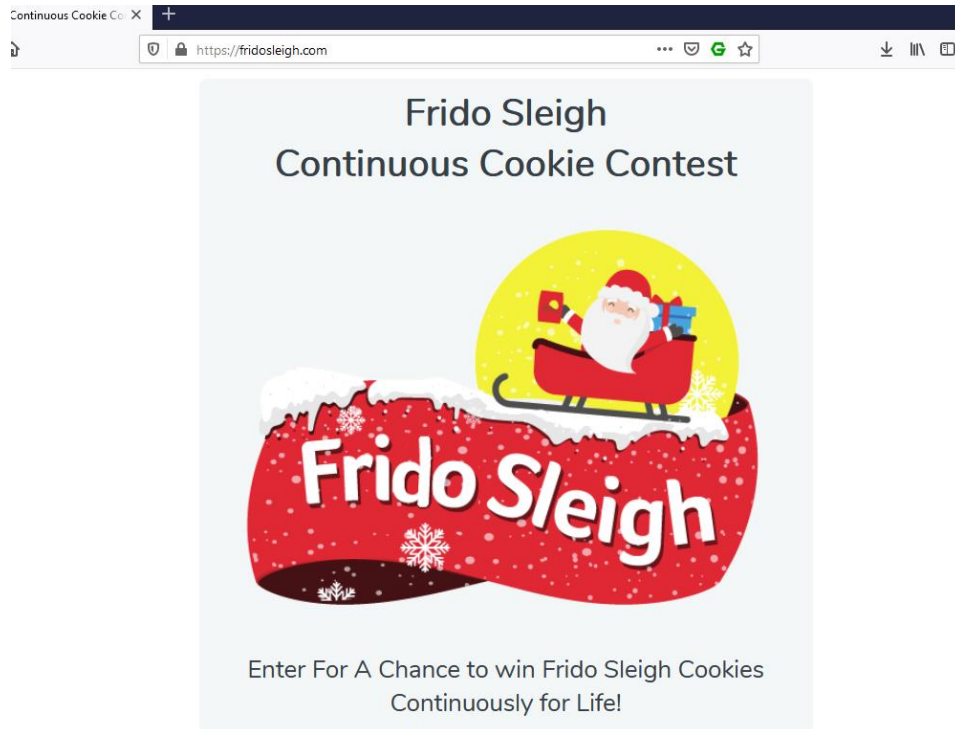 Continuous Cookie Co
https://fridosleigh.com
Frido Sleigh
Continuous Cookie Contest
Frido Sleigh
Enter For A Chance to win Frido Sleigh Cookies
Continuously for Life!